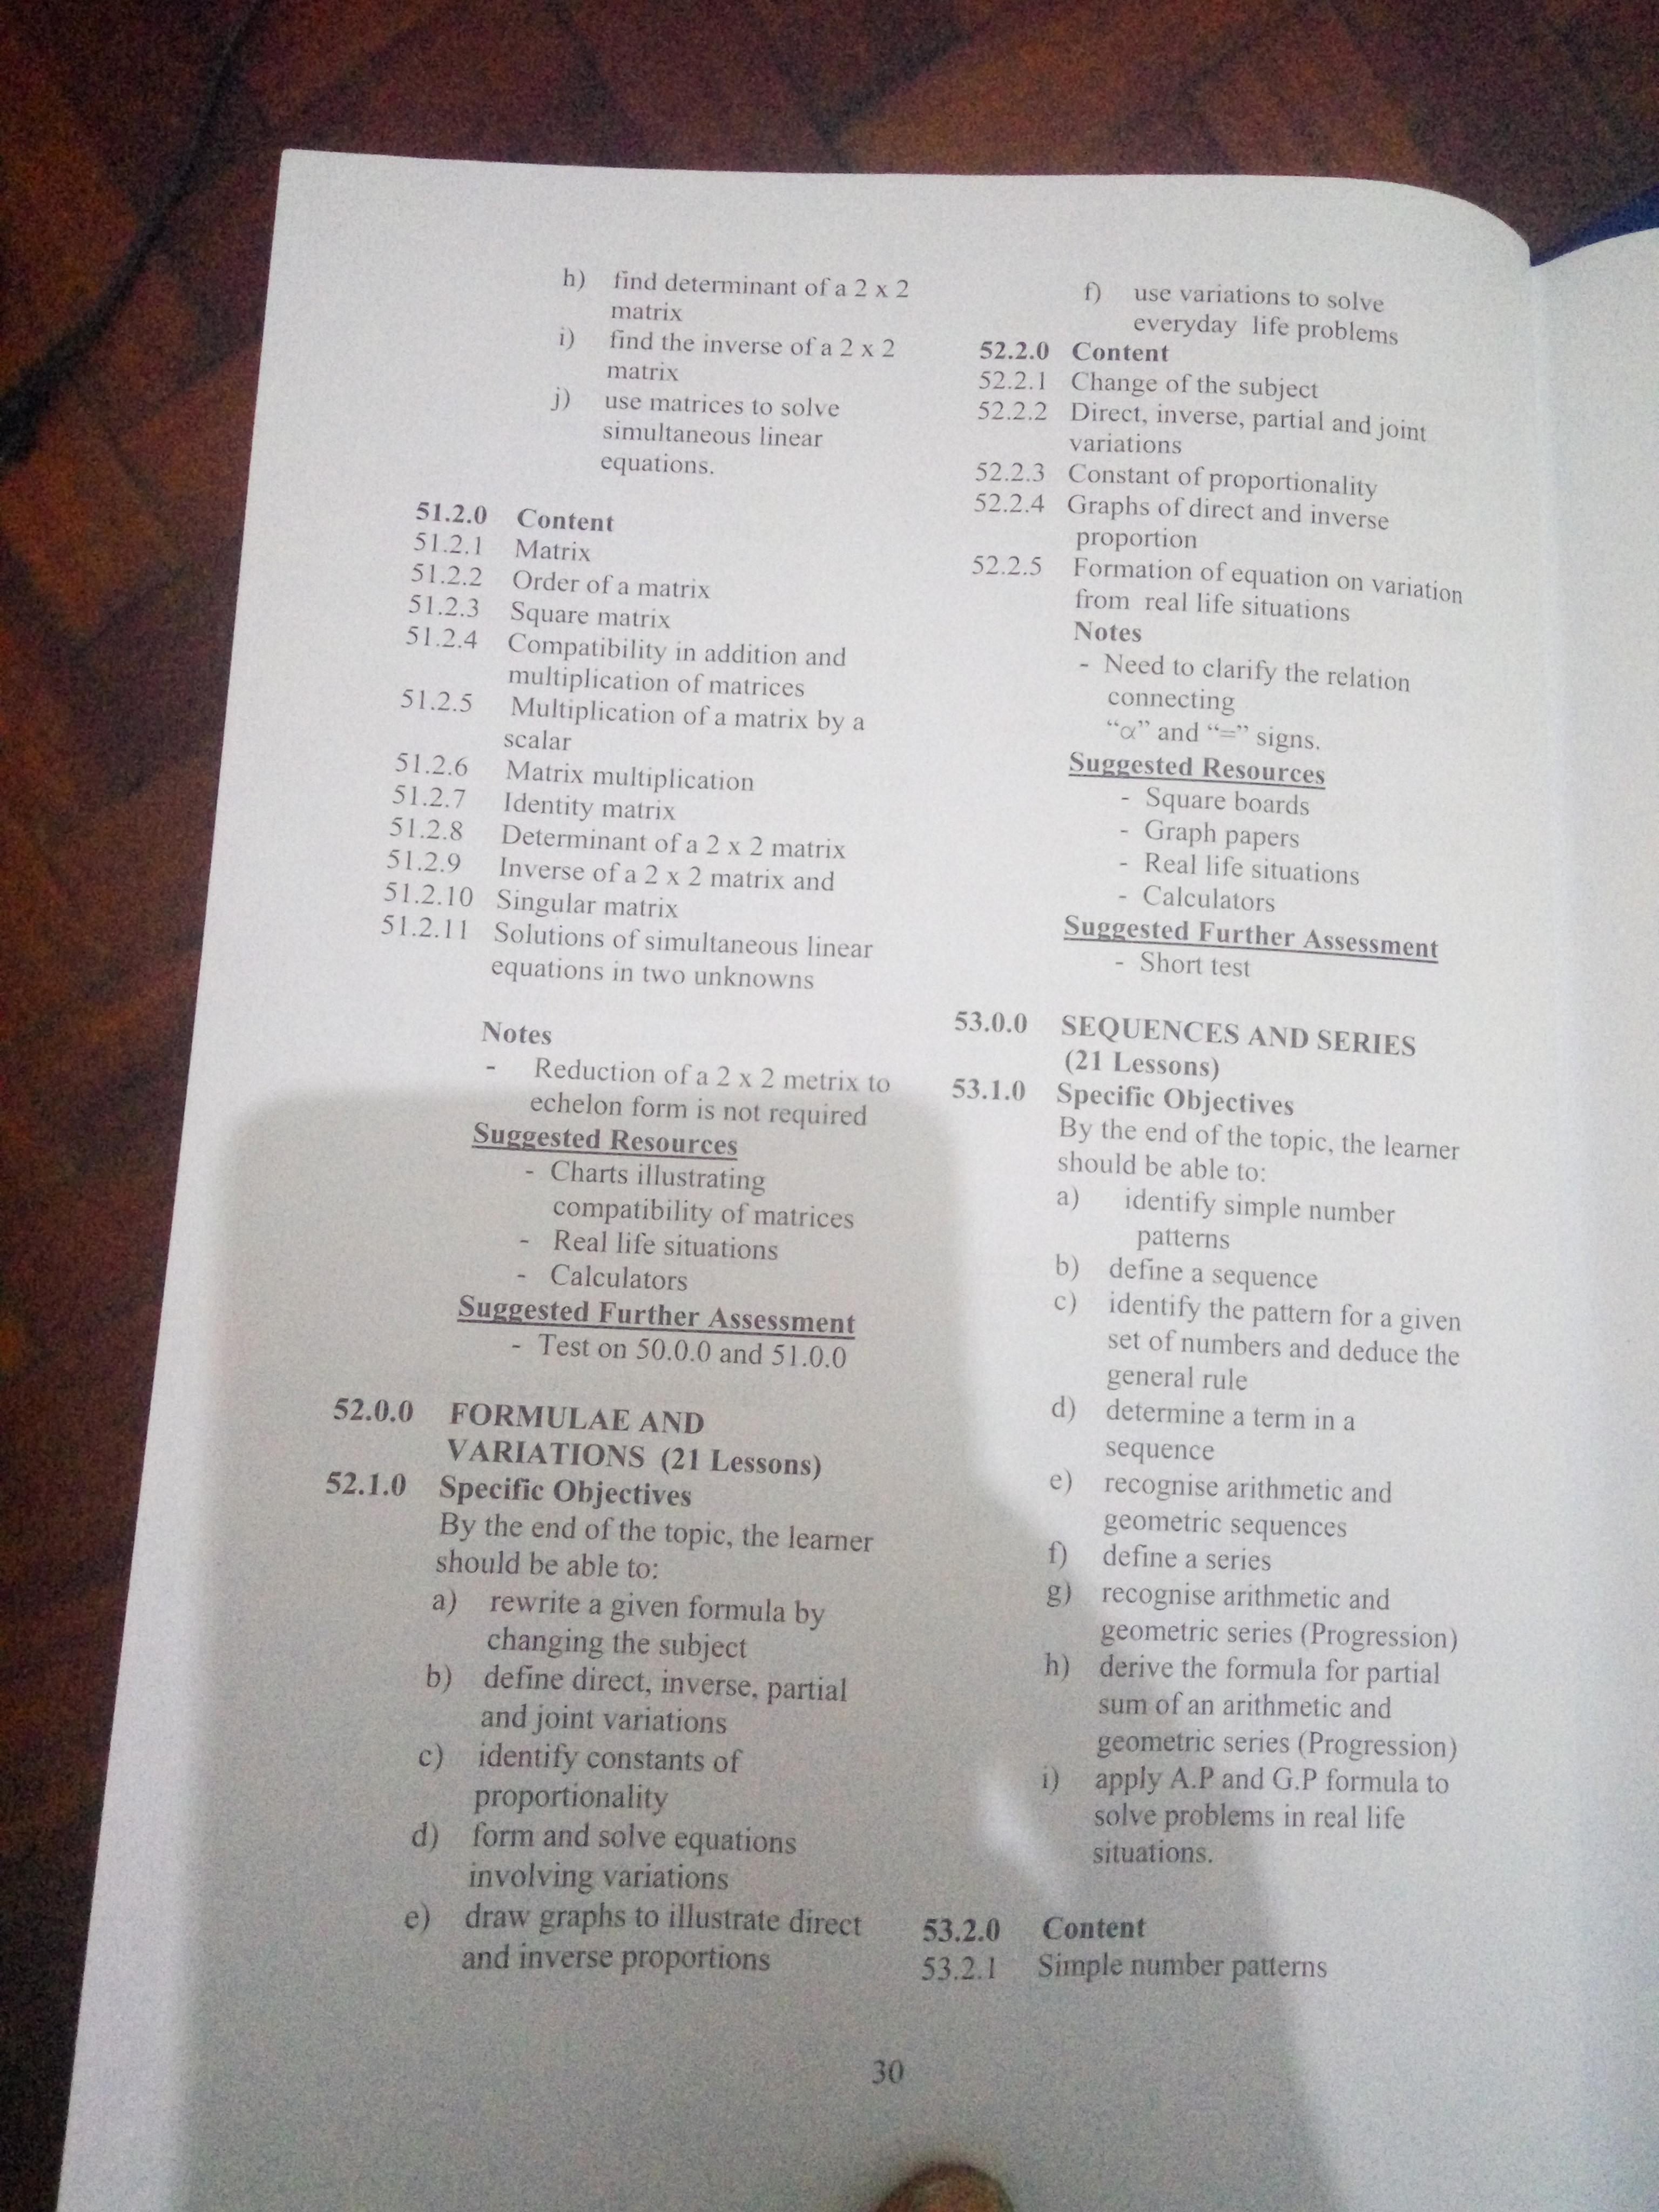 h) find determinant of a 2 x 2
matrix
i) find the inverse of a 2 x 2
matrix
j) use matrices to solve
simultaneous linear
equations.
51.2.0 Content
51.2.1 Matrix
51.2.2 Order of a matrix
51.2.3 Square matrix
51.2.4 Compatibility in addition and
multiplication of matrices
51.2.5 Multiplication of a matrix by a
scalar
51.2.6 Matrix multiplication
51.2.7 Identity matrix
51.2.8 Determinant of a 2 x 2 matrix
51.2.9 Inverse of a 2 x 2 matrix and
51.2.10 Singular matrix
51.2.11 Solutions of simultaneous linear
equations in two unknowns
Notes
- Reduction of a 2 x 2 metrix to
echelon form is not required
Suggested Resources
- Charts illustrating
compatibility of matrices
- Real life situations
- Calculators
Suggested Further Assessment
- Test on 50.0.0 and 51.0.0
52.0.0 FORMULAE AND
VARIATIONS (21 Lessons)
52.1.0 Specific Objectives
By the end of the topic, the learner
should be able to:
a) rewrite a given formula by
changing the subject
b) define direct, inverse, partial
and joint variations
c) identify constants of
proportionality
d) form and solve equations
involving variations
e) draw graphs to illustrate direct
and inverse proportions
f) use variations to solve
everyday life problems
52.2.0 Content
52.2.1 Change of the subject
52.2.2 Direct, inverse, partial and joint
variations
52.2.3 Constant of proportionality
52.2.4 Graphs of direct and inverse
proportion
52.2.5 Formation of equation on variation
from real life situations
Notes
- Need to clarify the relation
connecting
“α” and “=” signs.
Suggested Resources
- Square boards
- Graph papers
- Real life situations
- Calculators
Suggested Further Assessment
- Short test
53.0.0 SEQUENCES AND SERIES
(21 Lessons)
53.1.0 Specific Objectives
By the end of the topic, the learner
should be able to:
a) identify simple number
patterns
b) define a sequence
c) identify the pattern for a given
set of numbers and deduce the
general rule
d) determine a term in a
sequence
e) recognise arithmetic and
geometric sequences
f) define a series
g) recognise arithmetic and
geometric series (Progression)
h) derive the formula for partial
sum of an arithmetic and
geometric series (Progression)
i) apply A.P and G.P formula to
solve problems in real life
situations.
53.2.0 Content
53.2.1 Simple number patterns
30